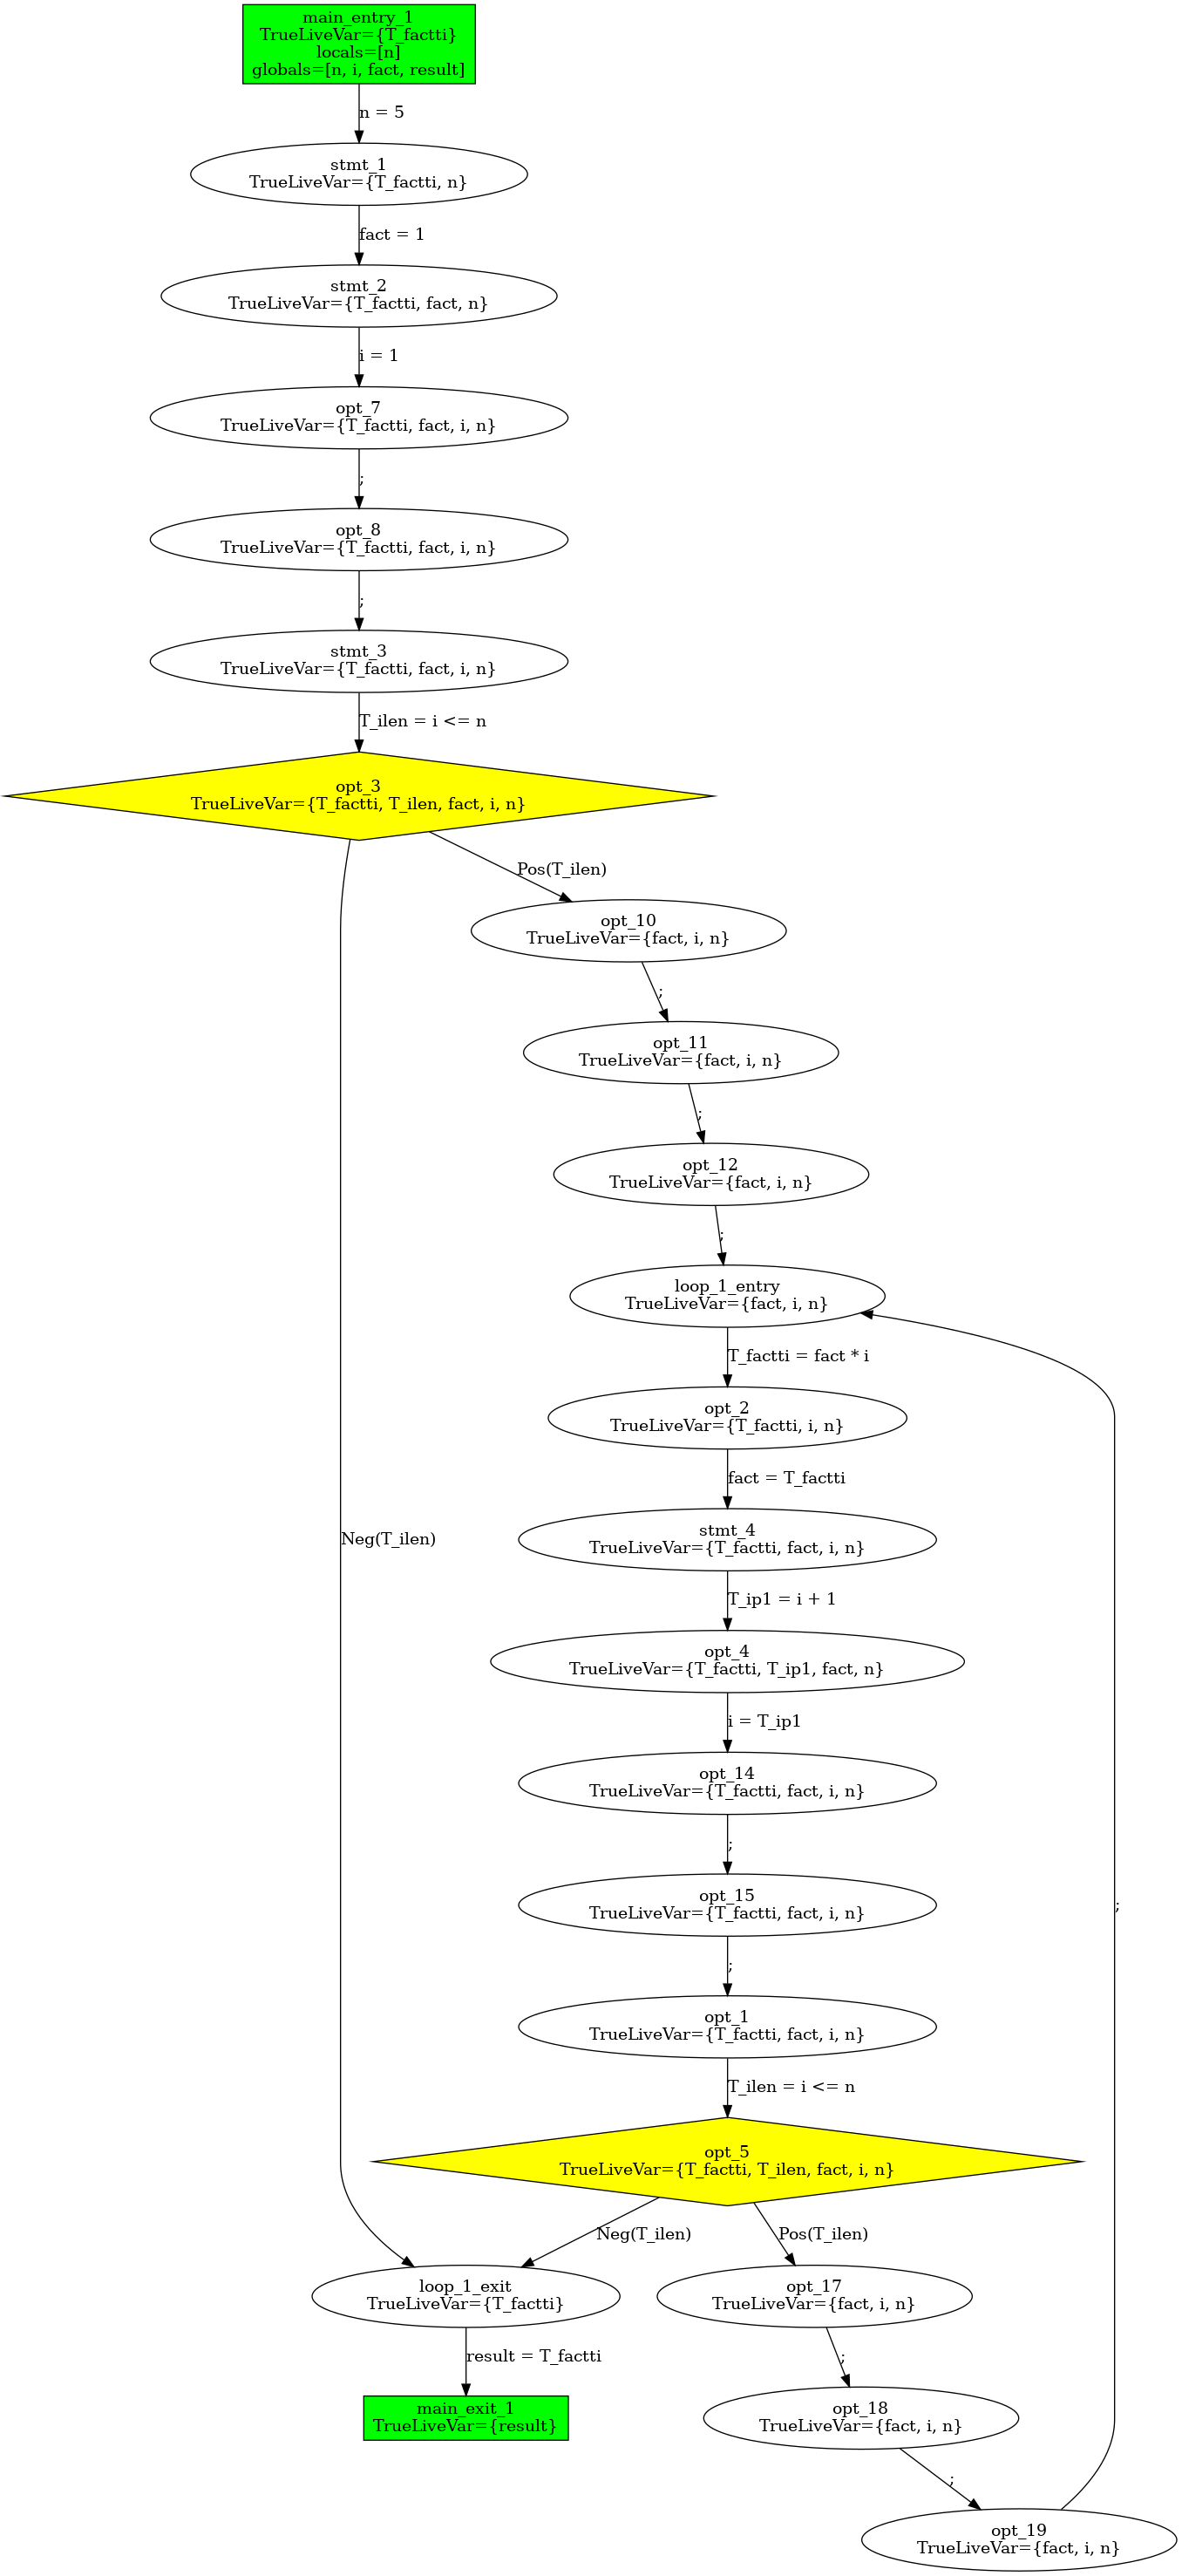 main_entry_1
TrueLiveVar={T_factti}
locals=[n]
globals=[n, i, fact, result]
n = 5
stmt_1
TrueLiveVar={T_factti, n}
fact = 1
stmt_2
TrueLiveVar={T_factti, fact, n}
i = 1
opt_7
TrueLiveVar={T_factti, fact, i, n}
;
opt_8
TrueLiveVar={T_factti, fact, i, n}
;
stmt_3
TrueLiveVar={T_factti, fact, i, n}
T_ilen = i <= n
opt_3
TrueLiveVar={T_factti, T_ilen, fact, i, n}
Pos(T_ilen)
opt_10
TrueLiveVar={fact, i, n}
;
opt_11
TrueLiveVar={fact, i, n}
;
opt_12
TrueLiveVar={fact, i, n}
;
loop_1_entry
TrueLiveVar={fact, i, n}
T_factti = fact * i
opt_2
TrueLiveVar={T_factti, i, n}
fact = T_factti
Neg(T_ilen)
stmt_4
TrueLiveVar={T_factti, fact, i, n}
T_ip1 = i + 1
opt_4
TrueLiveVar={T_factti, T_ip1, fact, n}
i = T_ip1
opt_14
TrueLiveVar={T_factti, fact, i, n}
;
opt_15
TrueLiveVar={T_factti, fact, i, n}
;
;
opt_1
TrueLiveVar={T_factti, fact, i, n}
T_ilen = i <= n
opt_5
TrueLiveVar={T_factti, T_ilen, fact, i, n}
Neg(T_ilen)
Pos(T_ilen)
loop_1_exit
TrueLiveVar={T_factti}
opt_17
TrueLiveVar={fact, i, n}
result = T_factti
;
main_exit_1
TrueLiveVar={result}
opt_18
TrueLiveVar={fact, i, n}
;
opt_19
TrueLiveVar={fact, i, n}